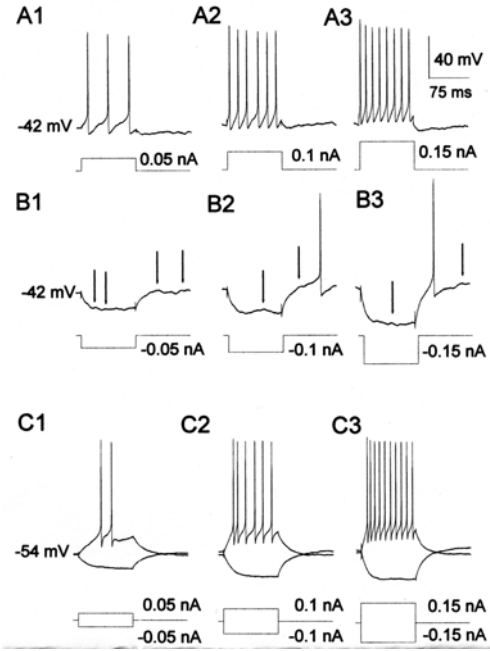 A1 A2 A3
40 mV
75 ms
-42 mV
0.05 nA 0.1 nA 0.15 nA
B1 B2 B3
-42 mV
-0.05 nA -0.1 nA -0.15 nA
C1 C2 C3
-54 mV
0.05 nA 0.1 nA 0.15 nA
-0.05 nA -0.1 nA -0.15 nA